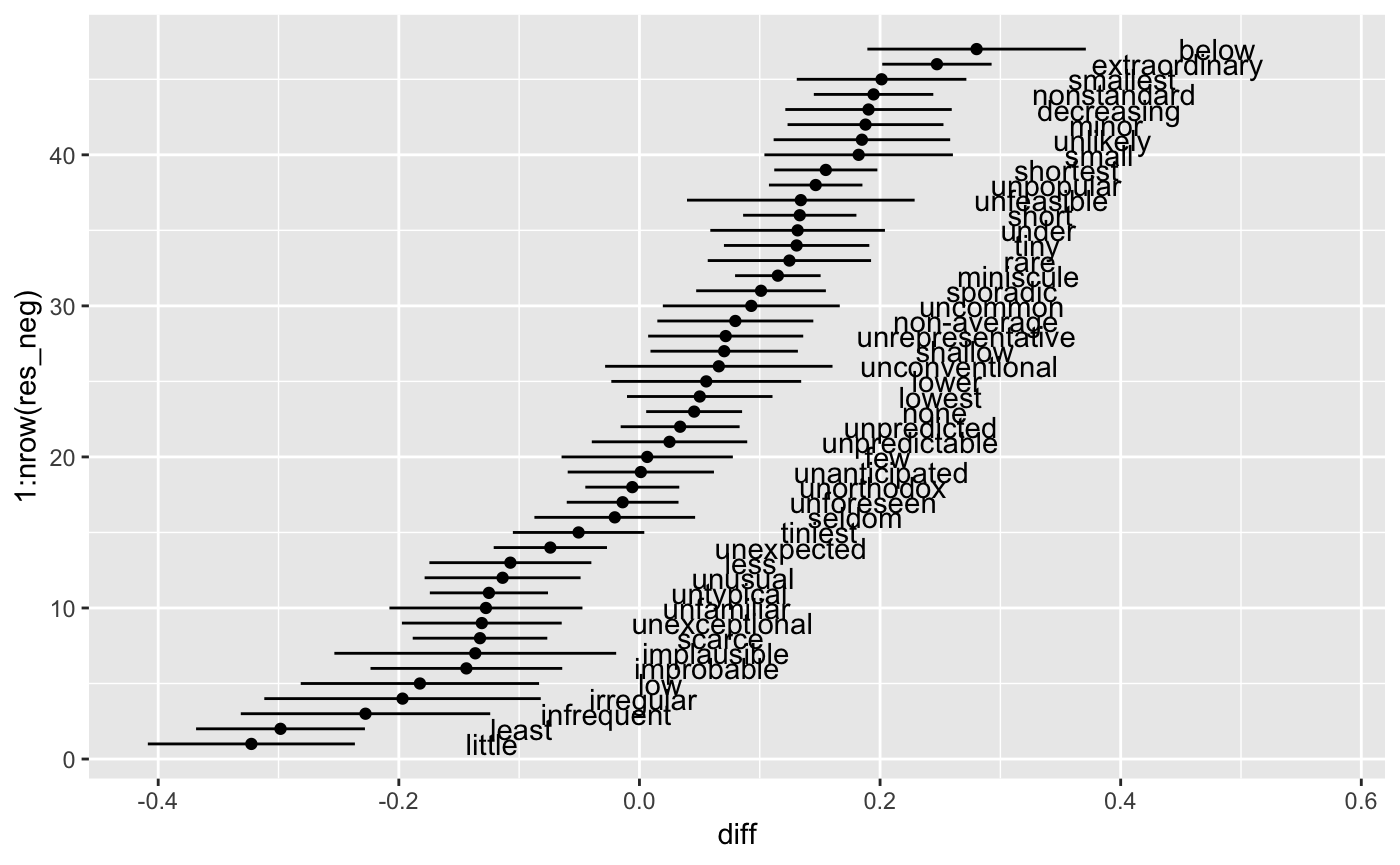 below
extraordinary
smallest
nonstandard
decreasing
minor
unlikely
small
shortest
unpopular
unfeasible
short
under
tiny
rare
miniscule
sporadic
uncommon
non-average
unrepresentative
shallow
unconventional
lower
lowest
none
unpredicted
unpredictable
few
unanticipated
unorthodox
unforeseen
seldom
tiniest
unexpected
less
unusual
untypical
unfamiliar
unexceptional
scarce
implausible
improbable
low
irregular
infrequent
least
little
40
30
20
10
0
1:nrow(res_neg)
-0.4 -0.2 0.0 0.2 0.4 0.6
diff